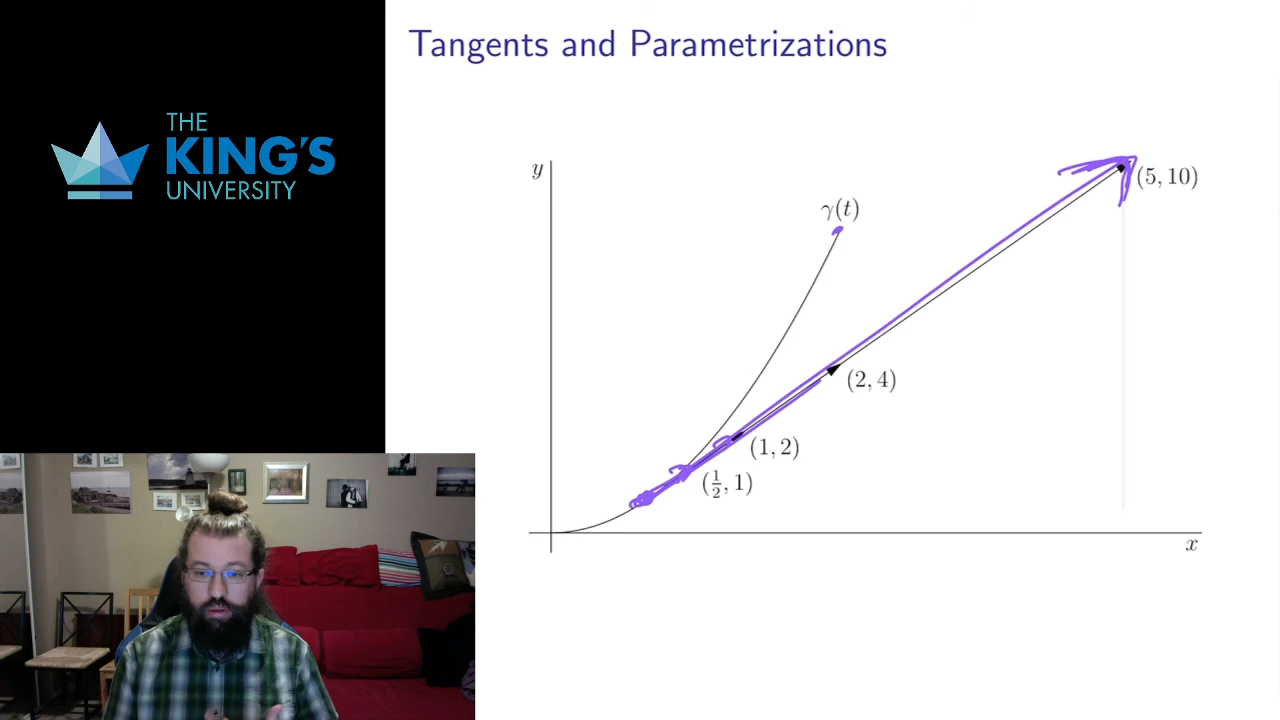 THE
KING'S
UNIVERSITY
Tangents and Parametrizations
y
γ(t)
(5, 10)
(2, 4)
(1, 2)
(½, 1)
x